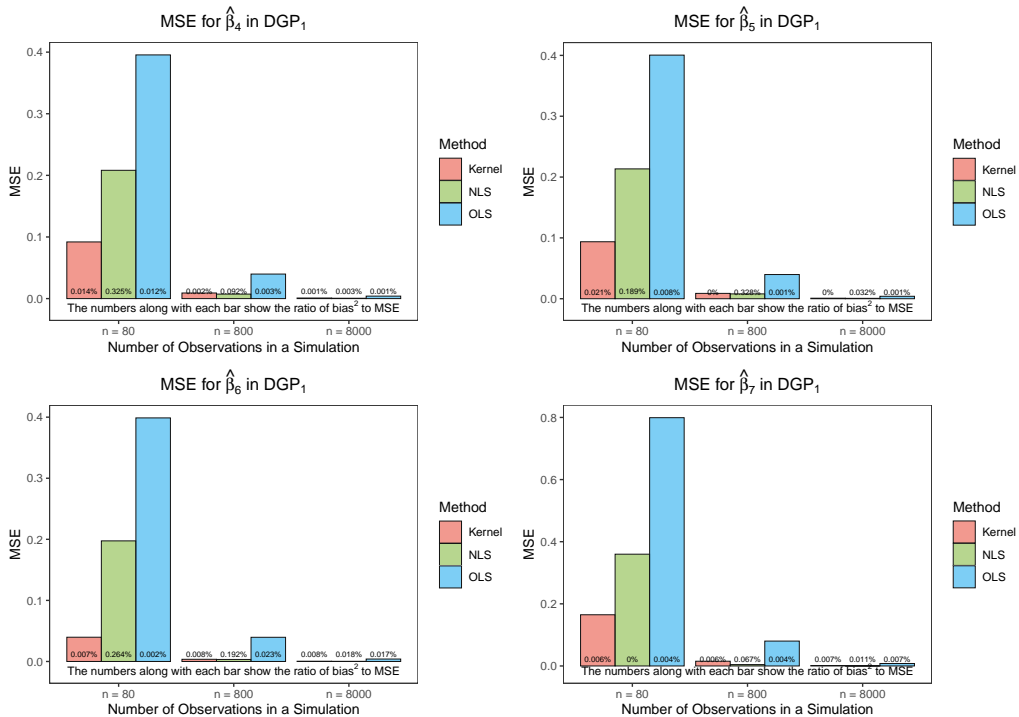 MSE for β̂4 in DGP1
0.4
0.3
0.2
0.1
0.0
MSE
0.014% 0.325% 0.012% 0.002% 0.092% 0.003% 0.001% 0.003% 0.001%
The numbers along with each bar show the ratio of bias² to MSE
n = 80 n = 800 n = 8000
Number of Observations in a Simulation
Method
Kernel
NLS
OLS
MSE for β̂5 in DGP1
0.4
0.3
0.2
0.1
0.0
MSE
0.021% 0.189% 0.008% 0% 0.328% 0.001% 0% 0.032% 0.001%
The numbers along with each bar show the ratio of bias² to MSE
n = 80 n = 800 n = 8000
Number of Observations in a Simulation
Method
Kernel
NLS
OLS
MSE for β̂6 in DGP1
0.4
0.3
0.2
0.1
0.0
MSE
0.007% 0.264% 0.002% 0.008% 0.192% 0.023% 0.008% 0.018% 0.017%
The numbers along with each bar show the ratio of bias² to MSE
n = 80 n = 800 n = 8000
Number of Observations in a Simulation
Method
Kernel
NLS
OLS
MSE for β̂7 in DGP1
0.8
0.6
0.4
0.2
0.0
MSE
0.006% 0% 0.004% 0.006% 0.067% 0.004% 0.007% 0.011% 0.007%
The numbers along with each bar show the ratio of bias² to MSE
n = 80 n = 800 n = 8000
Number of Observations in a Simulation
Method
Kernel
NLS
OLS